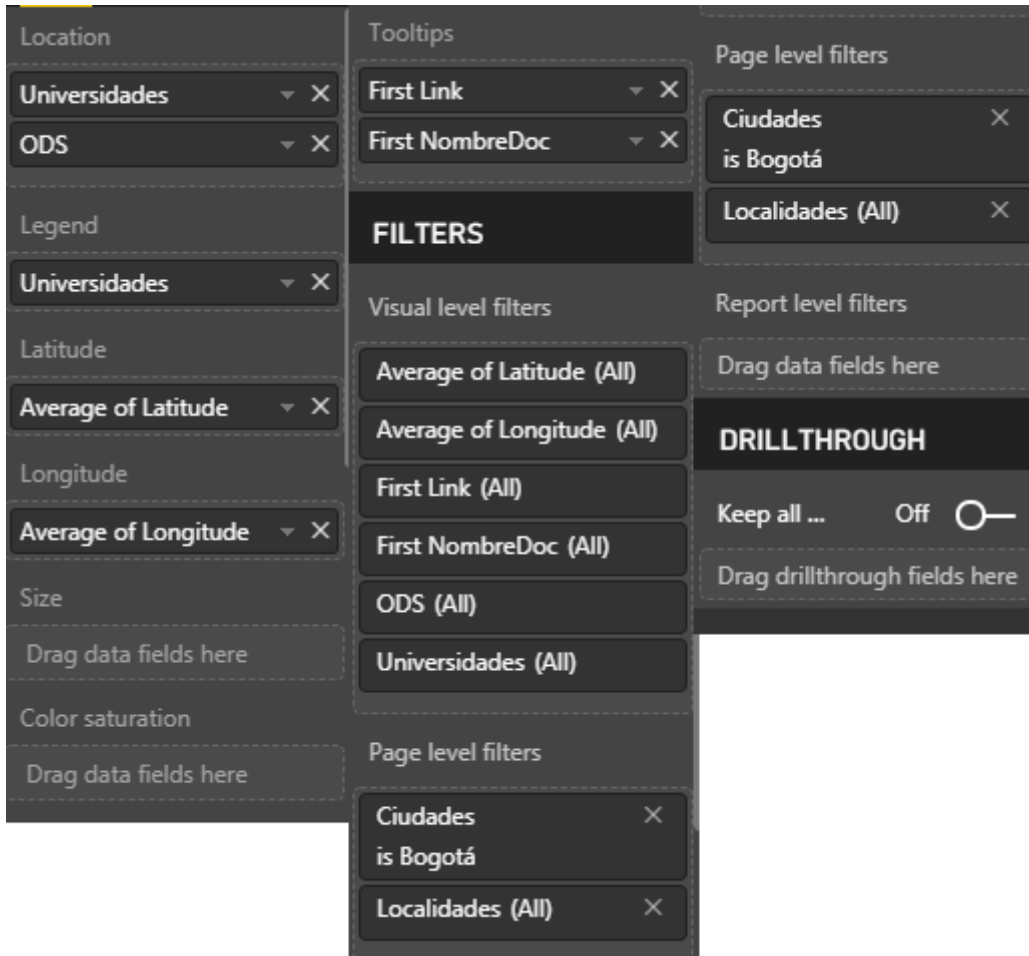 Location
Universidades
ODS
Legend
Universidades
Latitude
Average of Latitude
Longitude
Average of Longitude
Size
Drag data fields here
Color saturation
Drag data fields here
Tooltips
First Link
First NombreDoc
FILTERS
Visual level filters
Average of Latitude (All)
Average of Longitude (All)
First Link (All)
First NombreDoc (All)
ODS (All)
Universidades (All)
Page level filters
Ciudades
is Bogotá
Localidades (All)
Page level filters
Ciudades
is Bogotá
Localidades (All)
Report level filters
Drag data fields here
DRILLTHROUGH
Keep all ... Off
Drag drillthrough fields here